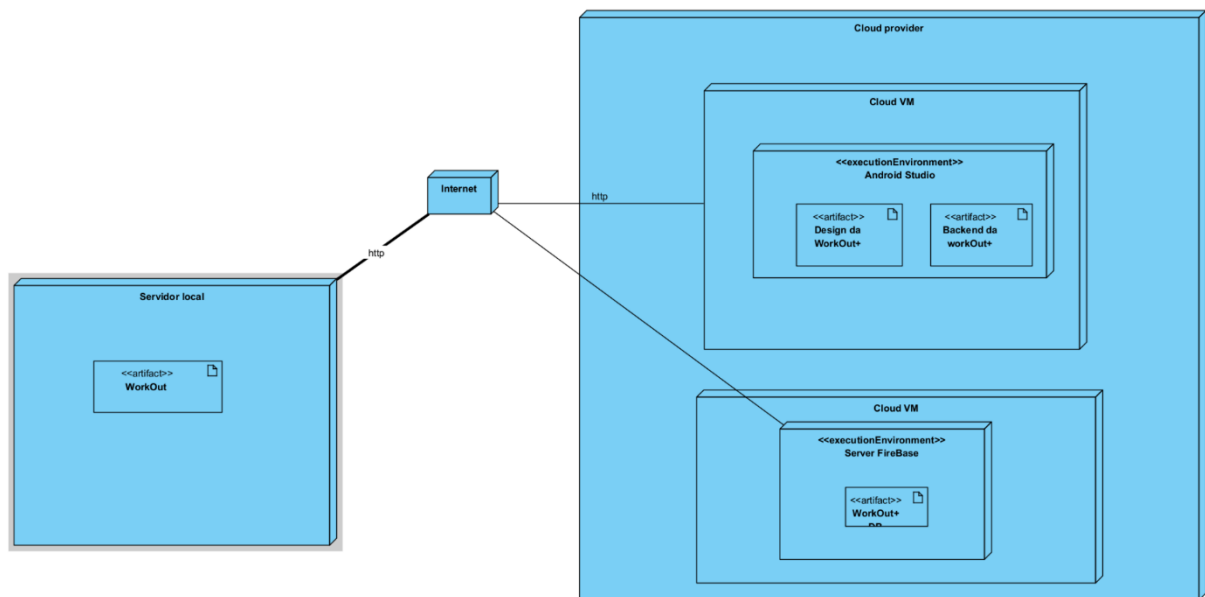 Cloud provider
Cloud VM
<<executionEnvironment>>
Android Studio
<<artifact>>
Design da
WorkOut+
<<artifact>>
Backend da
workOut+
Internet
http
http
Servidor local
<<artifact>>
WorkOut
Cloud VM
<<executionEnvironment>>
Server FireBase
<<artifact>>
WorkOut+